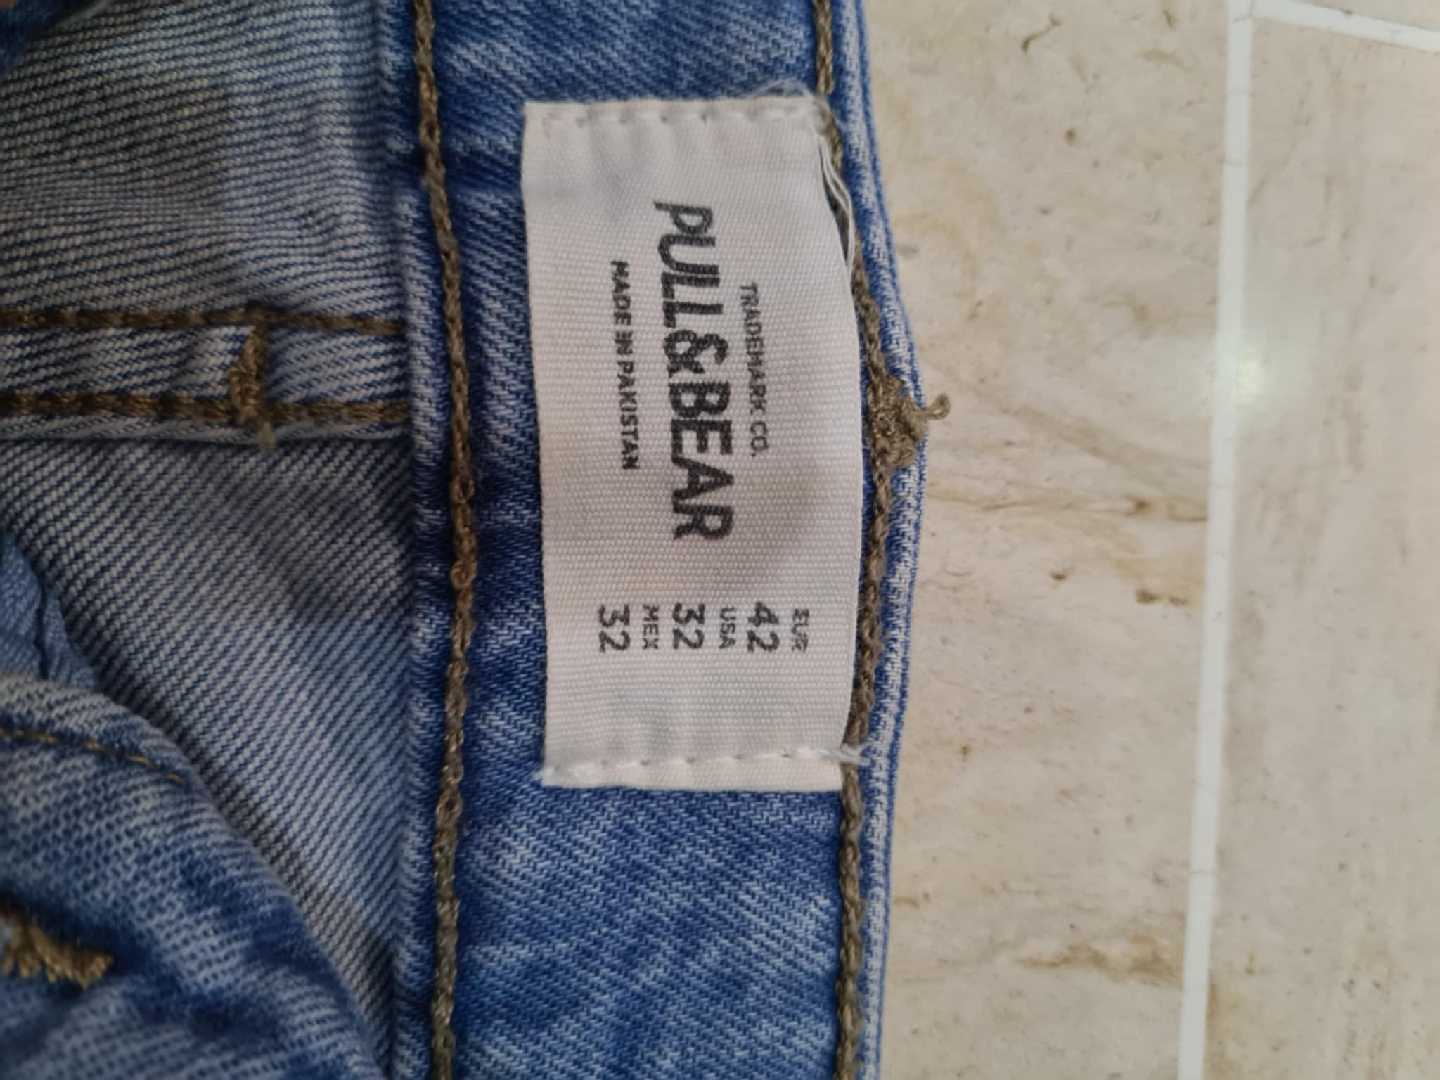 TRADEMARK CO.
PULL&BEAR
MADE IN PAKISTAN
EUR
42
USA
32
MEX
32